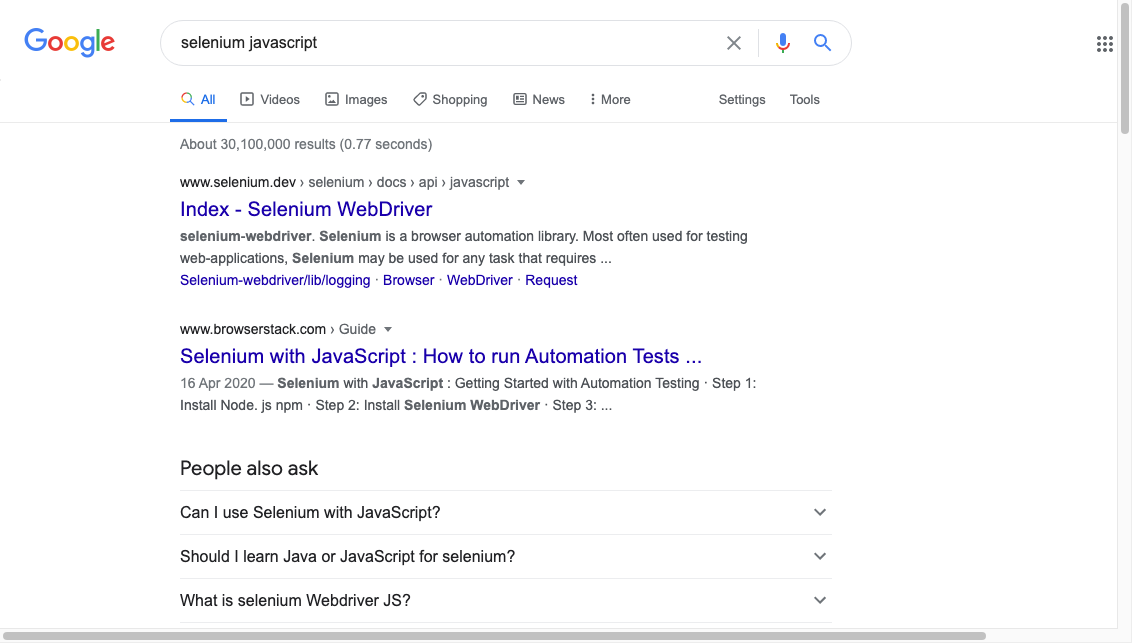 Google
selenium javascript
All Videos Images Shopping News More Settings Tools
About 30,100,000 results (0.77 seconds)
www.selenium.dev › selenium › docs › api › javascript
Index - Selenium WebDriver
selenium-webdriver. Selenium is a browser automation library. Most often used for testing
web-applications, Selenium may be used for any task that requires ...
Selenium-webdriver/lib/logging · Browser · WebDriver · Request
www.browserstack.com › Guide
Selenium with JavaScript : How to run Automation Tests ...
16 Apr 2020 — Selenium with JavaScript : Getting Started with Automation Testing · Step 1:
Install Node. js npm · Step 2: Install Selenium WebDriver · Step 3: ...
People also ask
Can I use Selenium with JavaScript?
Should I learn Java or JavaScript for selenium?
What is selenium Webdriver JS?